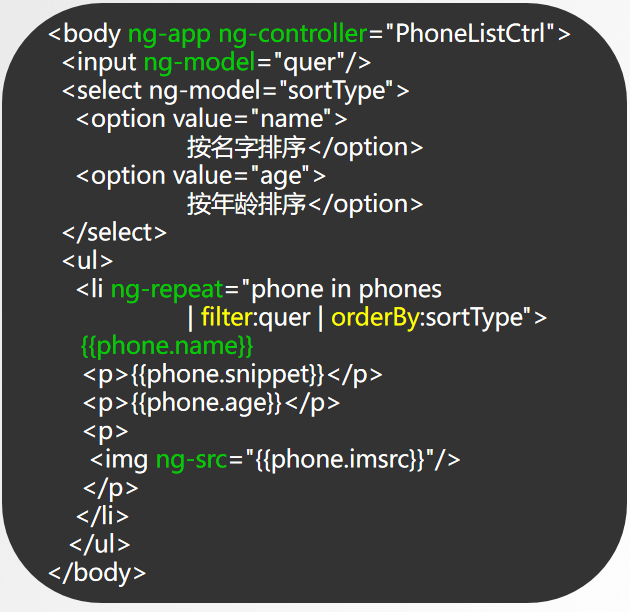 <body ng-app ng-controller="PhoneListCtrl">
<input ng-model="quer"/>
<select ng-model="sortType">
<option value="name">
按名字排序</option>
<option value="age">
按年龄排序</option>
</select>
<ul>
<li ng-repeat="phone in phones
| filter:quer | orderBy:sortType">
{{phone.name}}
<p>{{phone.snippet}}</p>
<p>{{phone.age}}</p>
<p>
<img ng-src="{{phone.imsrc}}"/>
</p>
</li>
</ul>
</body>